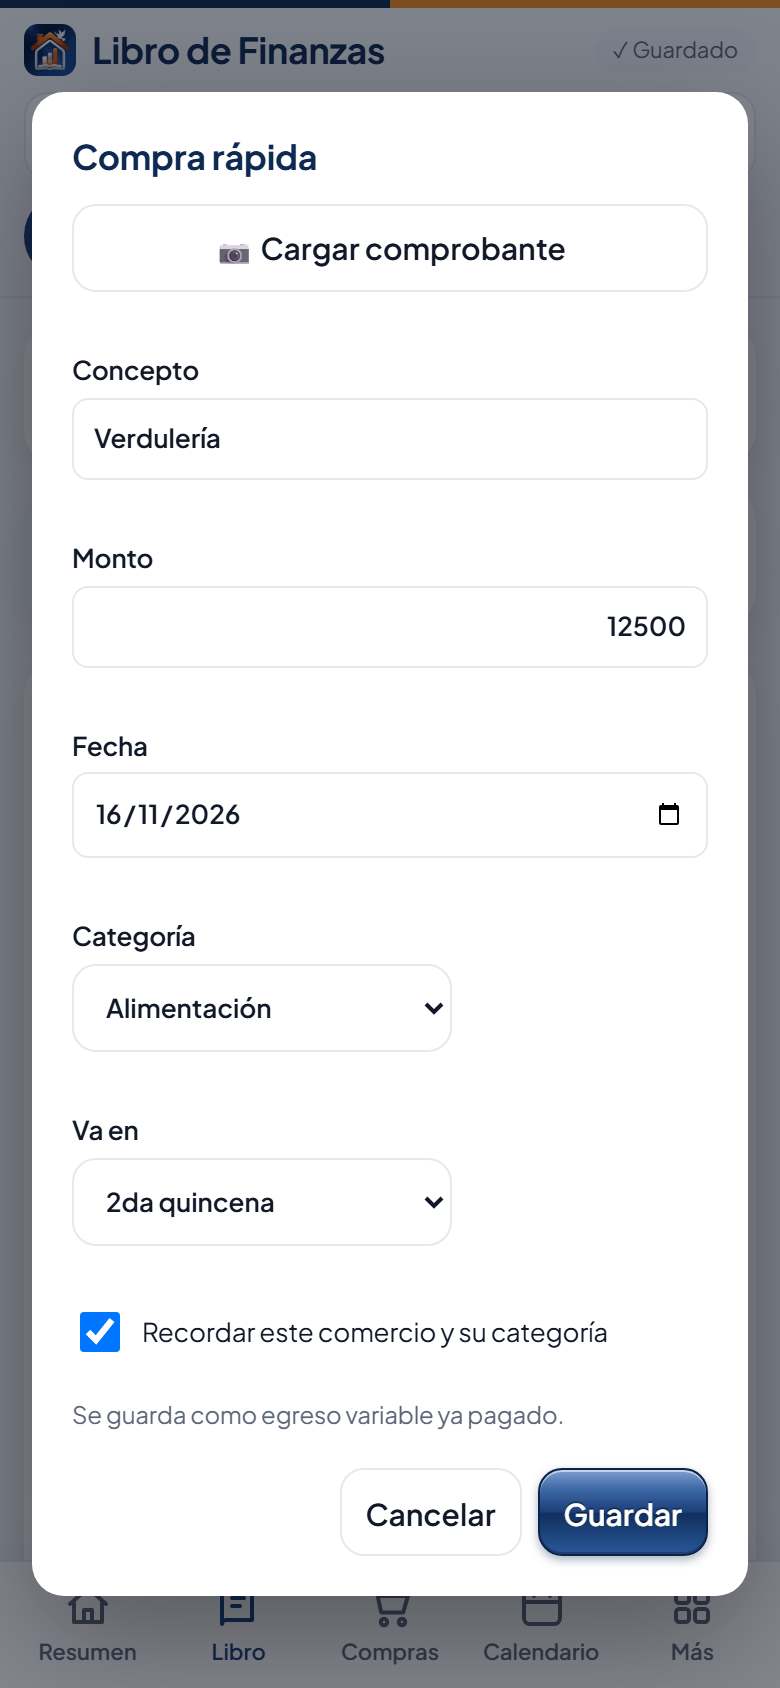 Libro de Finanzas
✓ Guardado
Compra rápida
📷 Cargar comprobante
Concepto
Verdulería
Monto
12500
Fecha
16/11/2026
Categoría
Alimentación
Va en
2da quincena
Recordar este comercio y su categoría
Se guarda como egreso variable ya pagado.
Cancelar
Guardar
Resumen
Libro
Compras
Calendario
Más